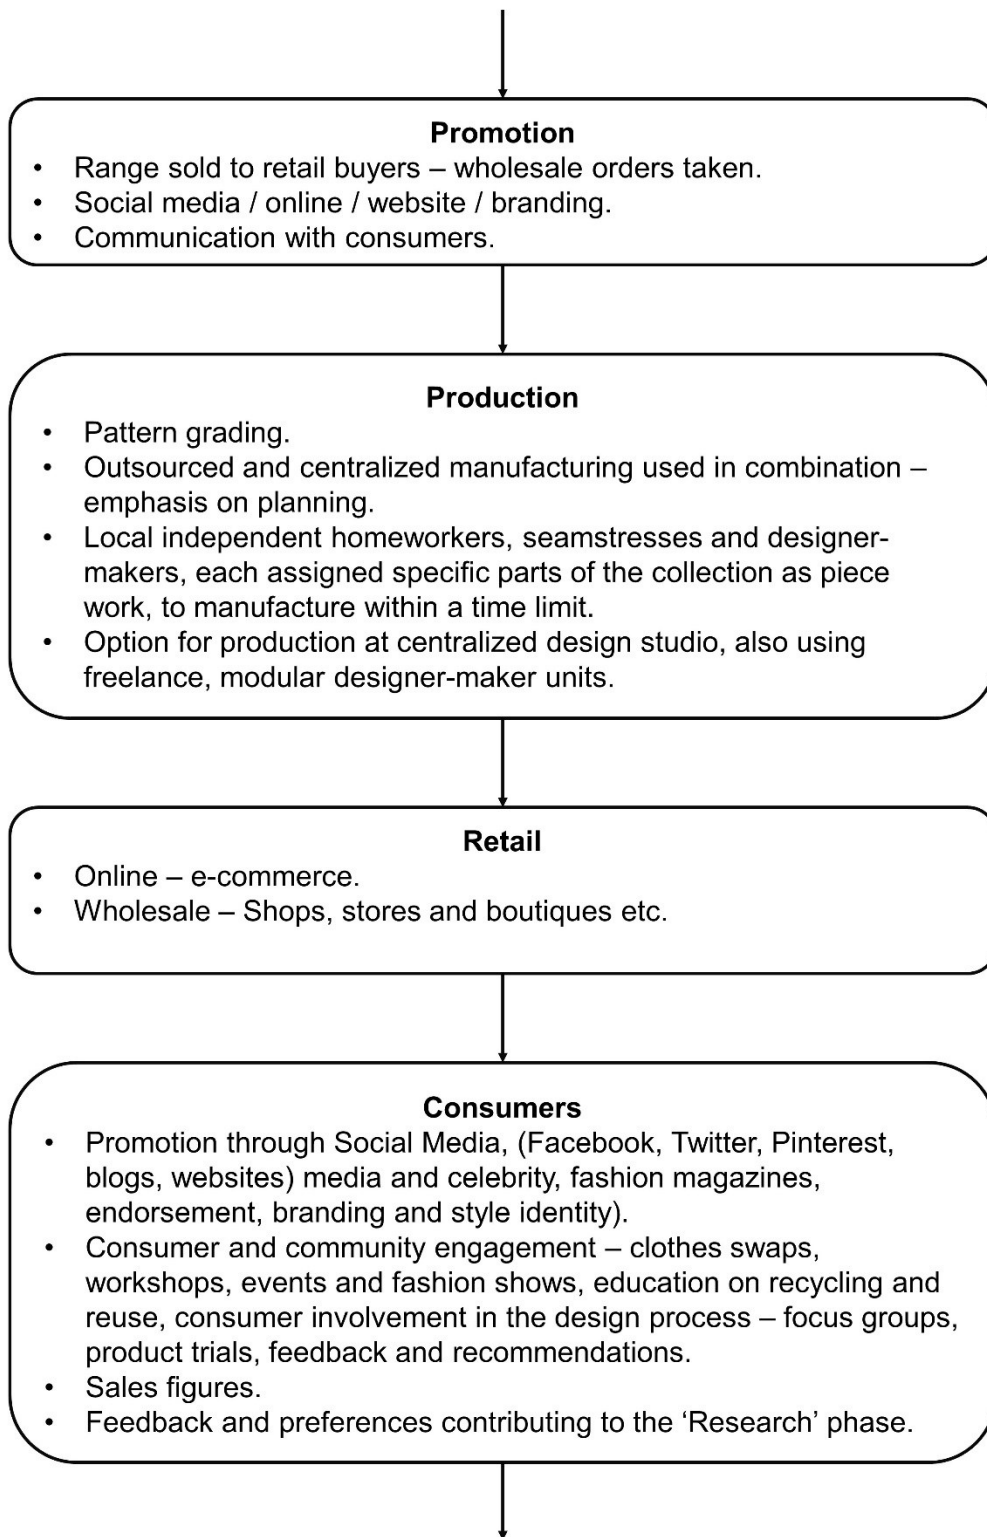 Promotion
• Range sold to retail buyers – wholesale orders taken.
• Social media / online / website / branding.
• Communication with consumers.
Production
• Pattern grading.
• Outsourced and centralized manufacturing used in combination –
emphasis on planning.
• Local independent homeworkers, seamstresses and designer-
makers, each assigned specific parts of the collection as piece
work, to manufacture within a time limit.
• Option for production at centralized design studio, also using
freelance, modular designer-maker units.
Retail
• Online – e-commerce.
• Wholesale – Shops, stores and boutiques etc.
Consumers
• Promotion through Social Media, (Facebook, Twitter, Pinterest,
blogs, websites) media and celebrity, fashion magazines,
endorsement, branding and style identity).
• Consumer and community engagement – clothes swaps,
workshops, events and fashion shows, education on recycling and
reuse, consumer involvement in the design process – focus groups,
product trials, feedback and recommendations.
• Sales figures.
• Feedback and preferences contributing to the ‘Research’ phase.